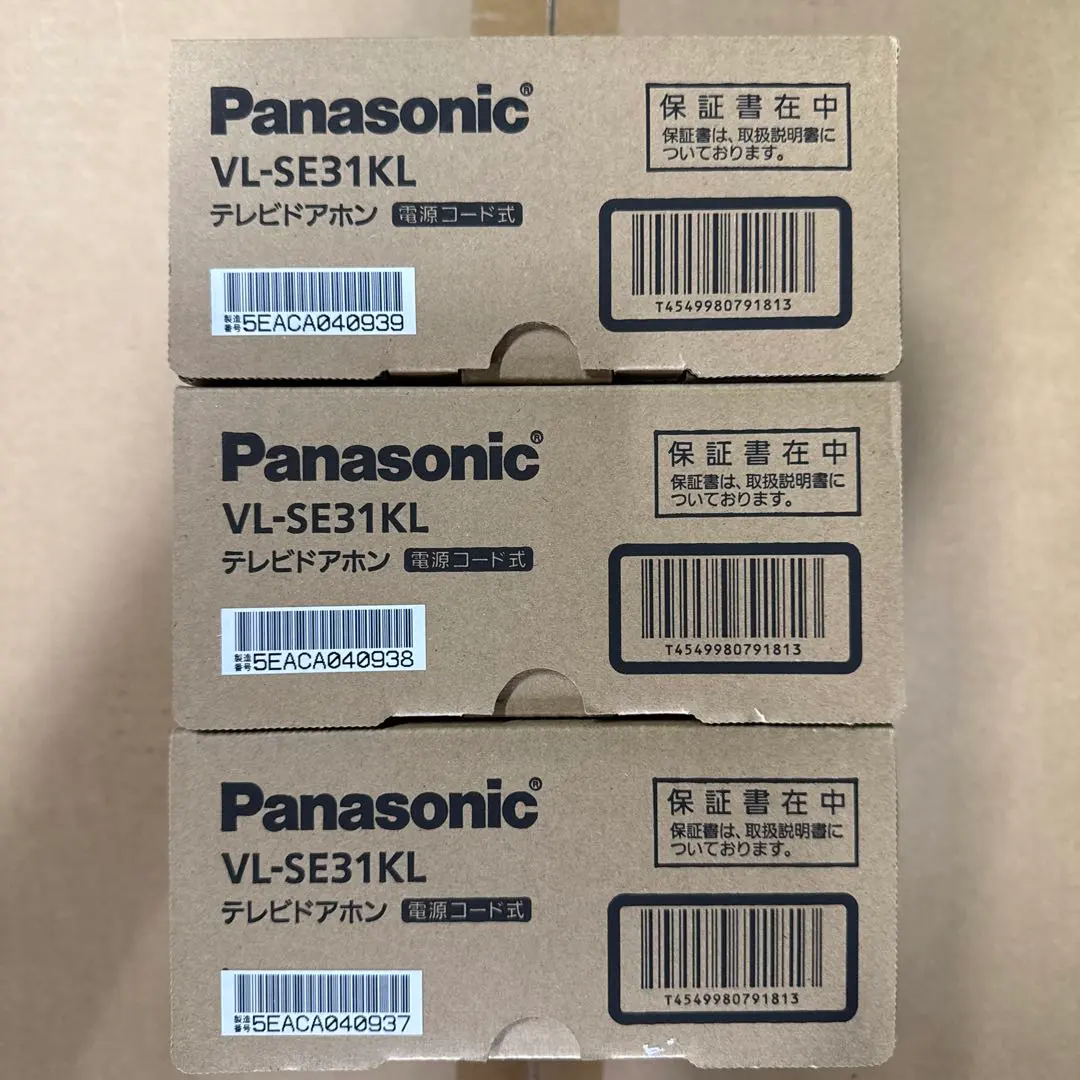 Panasonic®
VL-SE31KL
テレビドアホン 電源コード式
保証書在中
保証書は、取扱説明書に
ついております。
T4549980791813
製造番号 5EACA040939
Panasonic®
VL-SE31KL
テレビドアホン 電源コード式
保証書在中
保証書は、取扱説明書に
ついております。
T4549980791813
製造番号 5EACA040938
Panasonic®
VL-SE31KL
テレビドアホン 電源コード式
保証書在中
保証書は、取扱説明書に
ついております。
T4549980791813
製造番号 5EACA040937